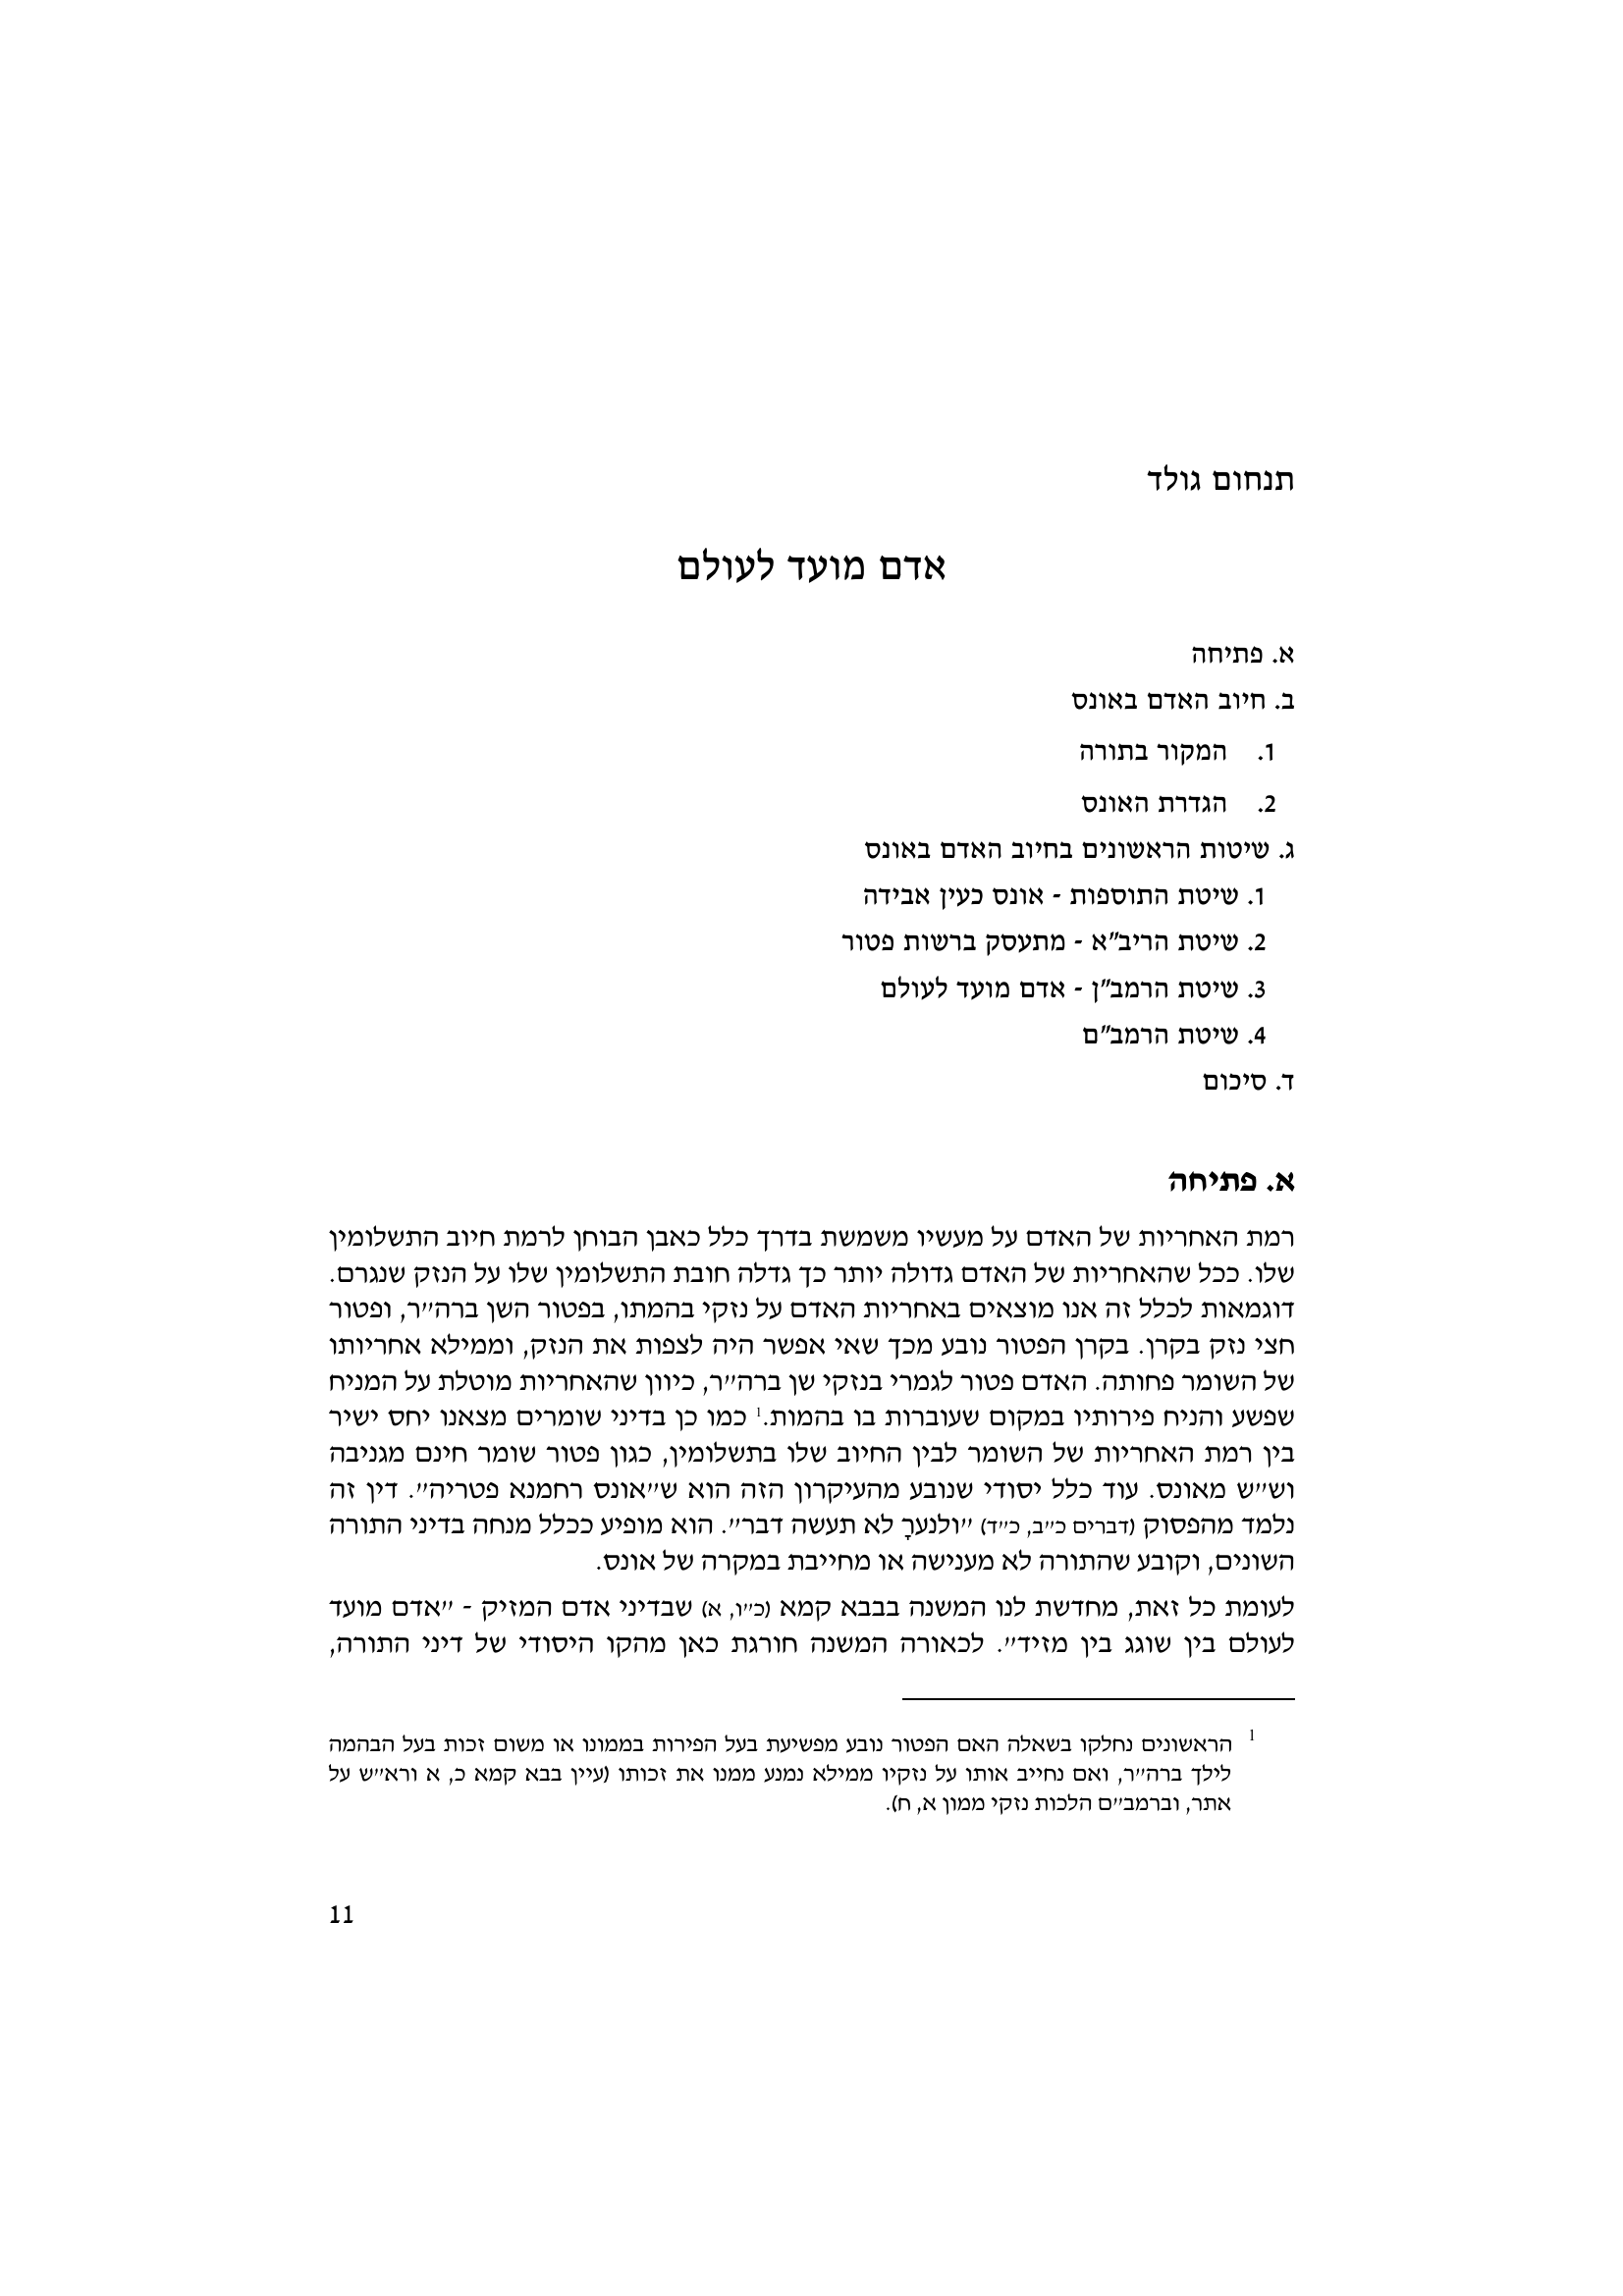 תנחום גולד
אדם מועד לעולם
א. פתיחה
ב. חיוב האדם באונס
1. המקור בתורה
2. הגדרת האונס
ג. שיטות הראשונים בחיוב האדם באונס
1. שיטת התוספות - אונס כעין אבידה
2. שיטת הריב"א - מתעסק ברשות פטור
3. שיטת הרמב"ן - אדם מועד לעולם
4. שיטת הרמב"ם
ד. סיכום
א. פתיחה
רמת האחריות של האדם על מעשיו משמשת בדרך כלל כאבן הבוחן לרמת חיוב התשלומין
שלו. ככל שהאחריות של האדם גדולה יותר כך גדלה חובת התשלומין שלו על הנזק שנגרם.
דוגמאות לכלל זה אנו מוצאים באחריות האדם על נזקי בהמתו, בפטור השן ברה"ר, ופטור
חצי נזק בקרן. בקרן הפטור נובע מכך שאי אפשר היה לצפות את הנזק, וממילא אחריותו
של השומר פחותה. האדם פטור לגמרי בנזקי שן ברה"ר, כיוון שהאחריות מוטלת על המניח
שפשע והניח פירותיו במקום שעוברות בו בהמות.1 כמו כן בדיני שומרים מצאנו יחס ישיר
בין רמת האחריות של השומר לבין החיוב שלו בתשלומין, כגון פטור שומר חינם מגניבה
וש"ש מאונס. עוד כלל יסודי שנובע מהעיקרון הזה הוא ש"אונס רחמנא פטריה". דין זה
נלמד מהפסוק (דברים כ"ב, כ"ד) "ולנערָ לא תעשה דבר". הוא מופיע ככלל מנחה בדיני התורה
השונים, וקובע שהתורה לא מענישה או מחייבת במקרה של אונס.
לעומת כל זאת, מחדשת לנו המשנה בבבא קמא (כ"ו, א) שבדיני אדם המזיק - "אדם מועד
לעולם בין שוגג בין מזיד". לכאורה המשנה חורגת כאן מהקו היסודי של דיני התורה,
1 הראשונים נחלקו בשאלה האם הפטור נובע מפשיעת בעל הפירות בממונו או משום זכות בעל הבהמה
לילך ברה"ר, ואם נחייב אותו על נזקיו ממילא נמנע ממנו את זכותו (עיין בבא קמא כ, א ורא"ש על
אתר, וברמב"ם הלכות נזקי ממון א, ח).
11